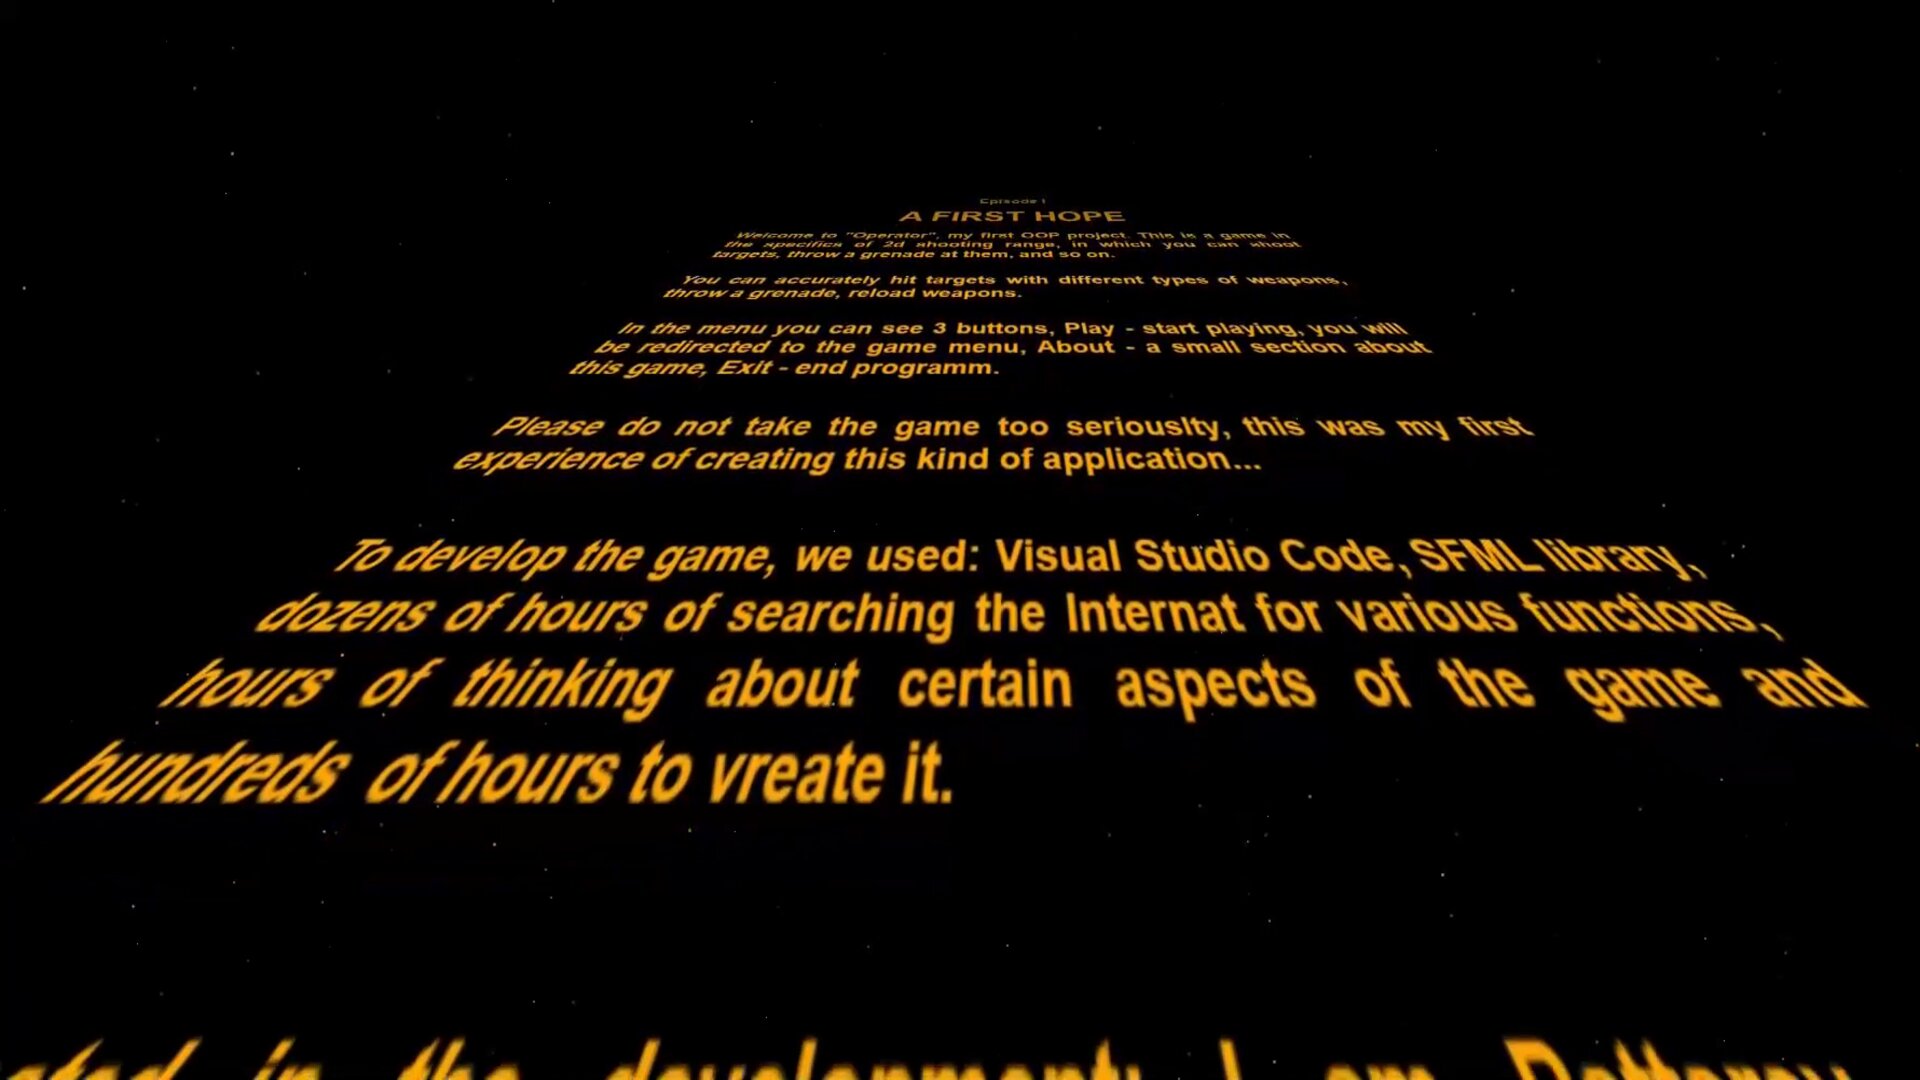 Episode I
A FIRST HOPE
Welcome to "Operator", my first OOP project. This is a game in
the specifics of 2d shooting range, in which you can shoot
targets, throw a grenade at them, and so on.
You can accurately hit targets with different types of weapons,
throw a grenade, reload weapons.
In the menu you can see 3 buttons, Play - start playing, you will
be redirected to the game menu, About - a small section about
this game, Exit - end programm.
Please do not take the game too seriouslty, this was my first
experience of creating this kind of application...
To develop the game, we used: Visual Studio Code, SFML library,
dozens of hours of searching the Internat for various functions,
hours of thinking about certain aspects of the game and
hundreds of hours to vreate it.
in the development: I am